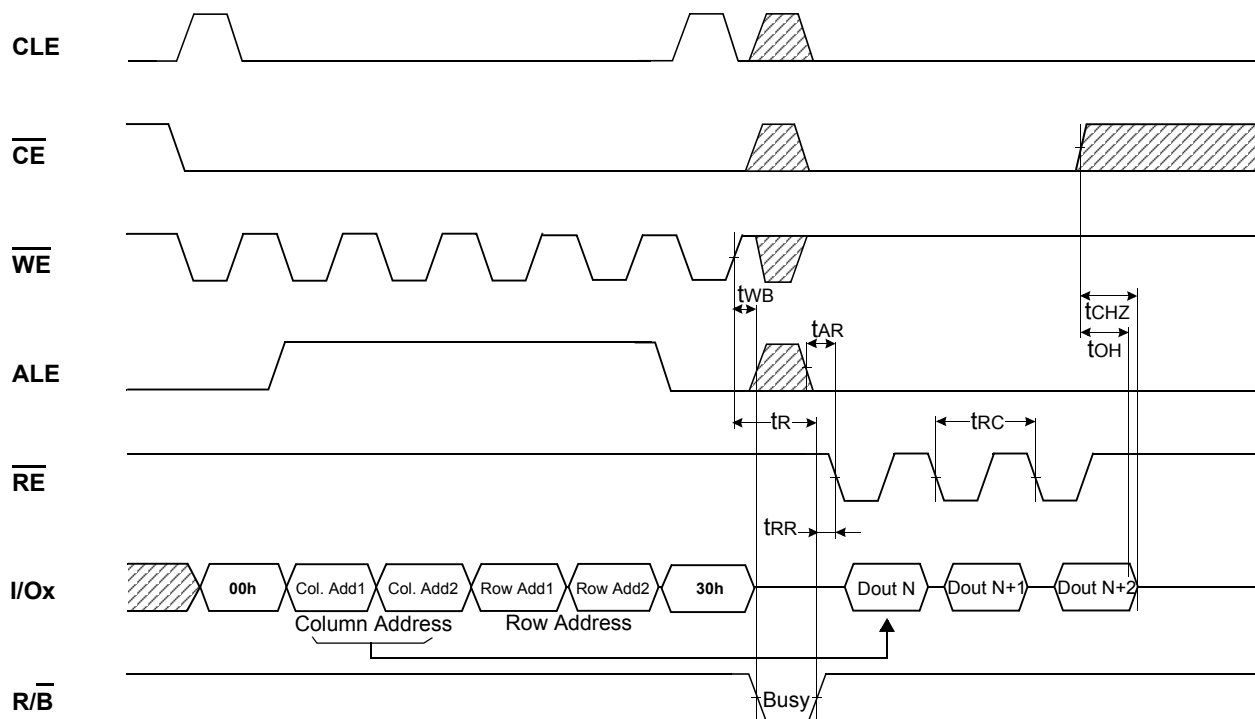 CLE
CE
WE
tWB
tCHZ
tAR
tOH
ALE
tR
tRC
RE
tRR
I/Ox
00h
Col. Add1
Col. Add2
Row Add1
Row Add2
30h
Dout N
Dout N+1
Dout N+2
Column Address
Row Address
R/B
Busy